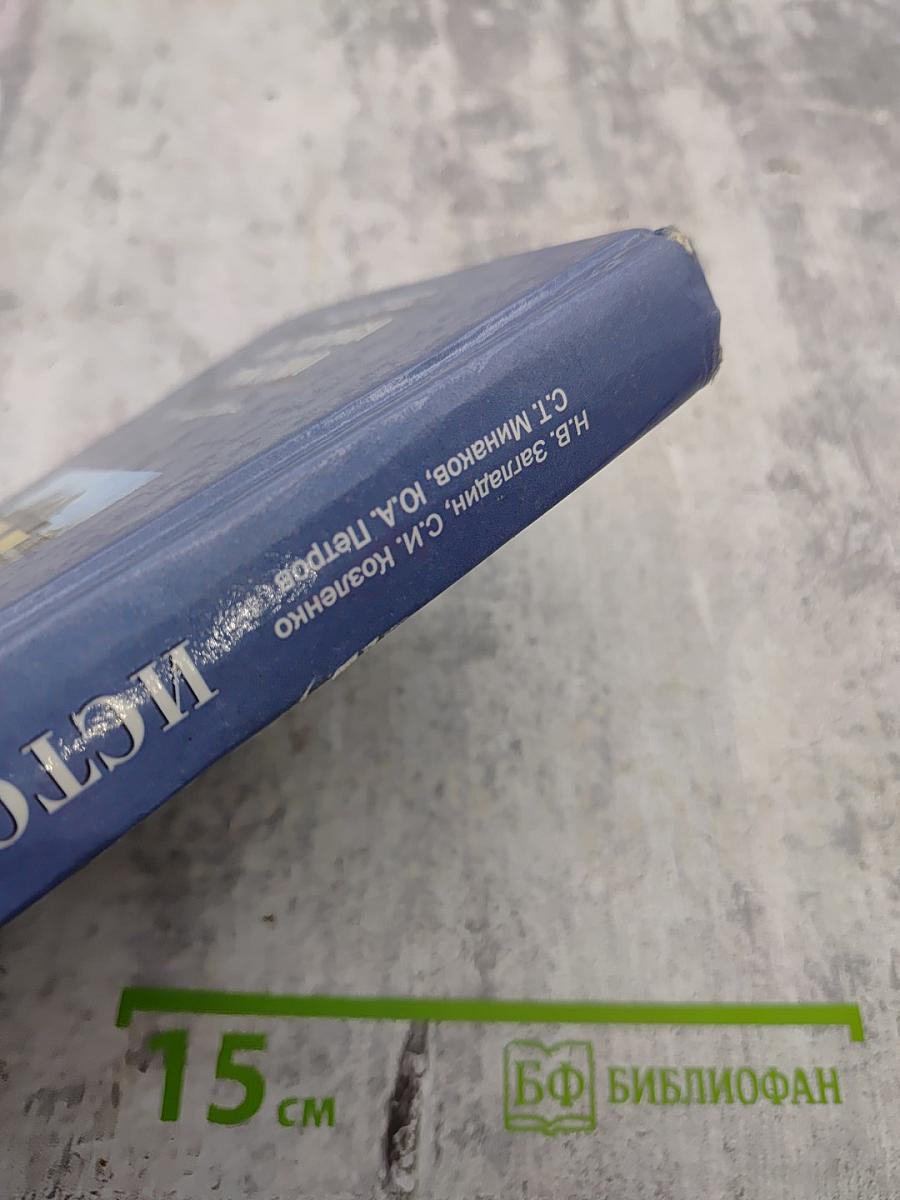 Н.В. Загладин, С.И. Козленко
С.Т. Минаков, Ю.А. Петров
ИСТО
15 см
БФ БИБЛИОФАН